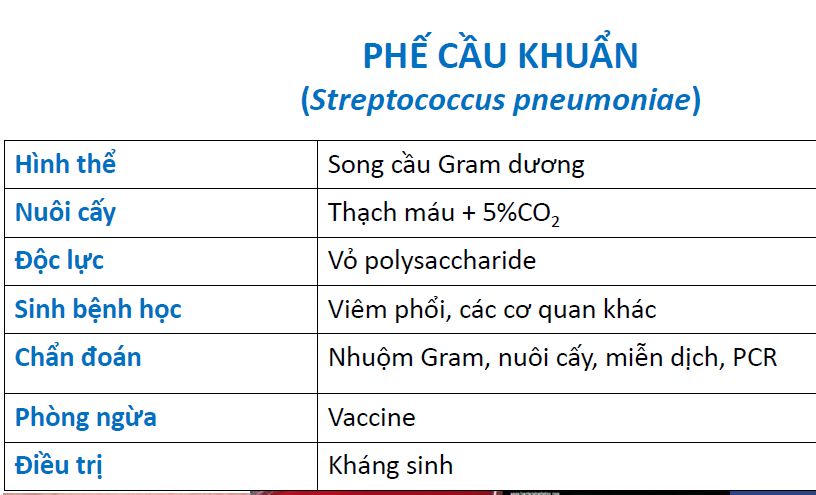 PHẾ CẦU KHUẨN
(Streptococcus pneumoniae)
Hình thể Song cầu Gram dương
Nuôi cấy Thạch máu + 5%CO₂
Độc lực Vỏ polysaccharide
Sinh bệnh học Viêm phổi, các cơ quan khác
Chẩn đoán Nhuộm Gram, nuôi cấy, miễn dịch, PCR
Phòng ngừa Vaccine
Điều trị Kháng sinh